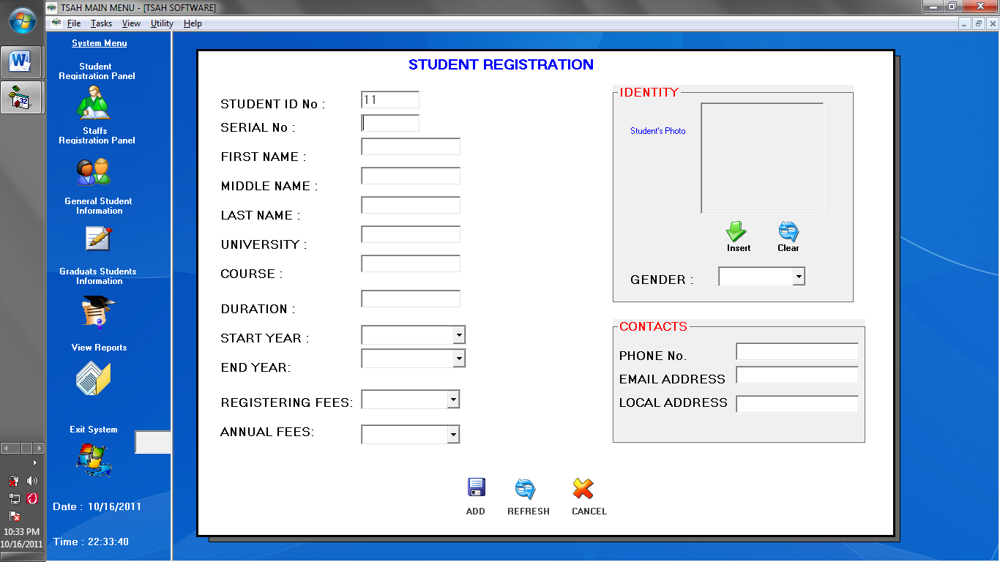 TSAH MAIN MENU - [TSAH SOFTWARE]
File Tasks View Utility Help
System Menu
Student
Registration Panel
Staffs
Registration Panel
General Student
Information
Graduats Students
Information
View Reports
Exit System
Date : 10/16/2011
Time : 22:33:40
STUDENT REGISTRATION
STUDENT ID No : 11
SERIAL No :
FIRST NAME :
MIDDLE NAME :
LAST NAME :
UNIVERSITY :
COURSE :
DURATION :
START YEAR :
END YEAR:
REGISTERING FEES:
ANNUAL FEES:
IDENTITY
Student's Photo
Insert Clear
GENDER :
CONTACTS
PHONE No.
EMAIL ADDRESS
LOCAL ADDRESS
ADD REFRESH CANCEL
W
32
10:33 PM
10/16/2011